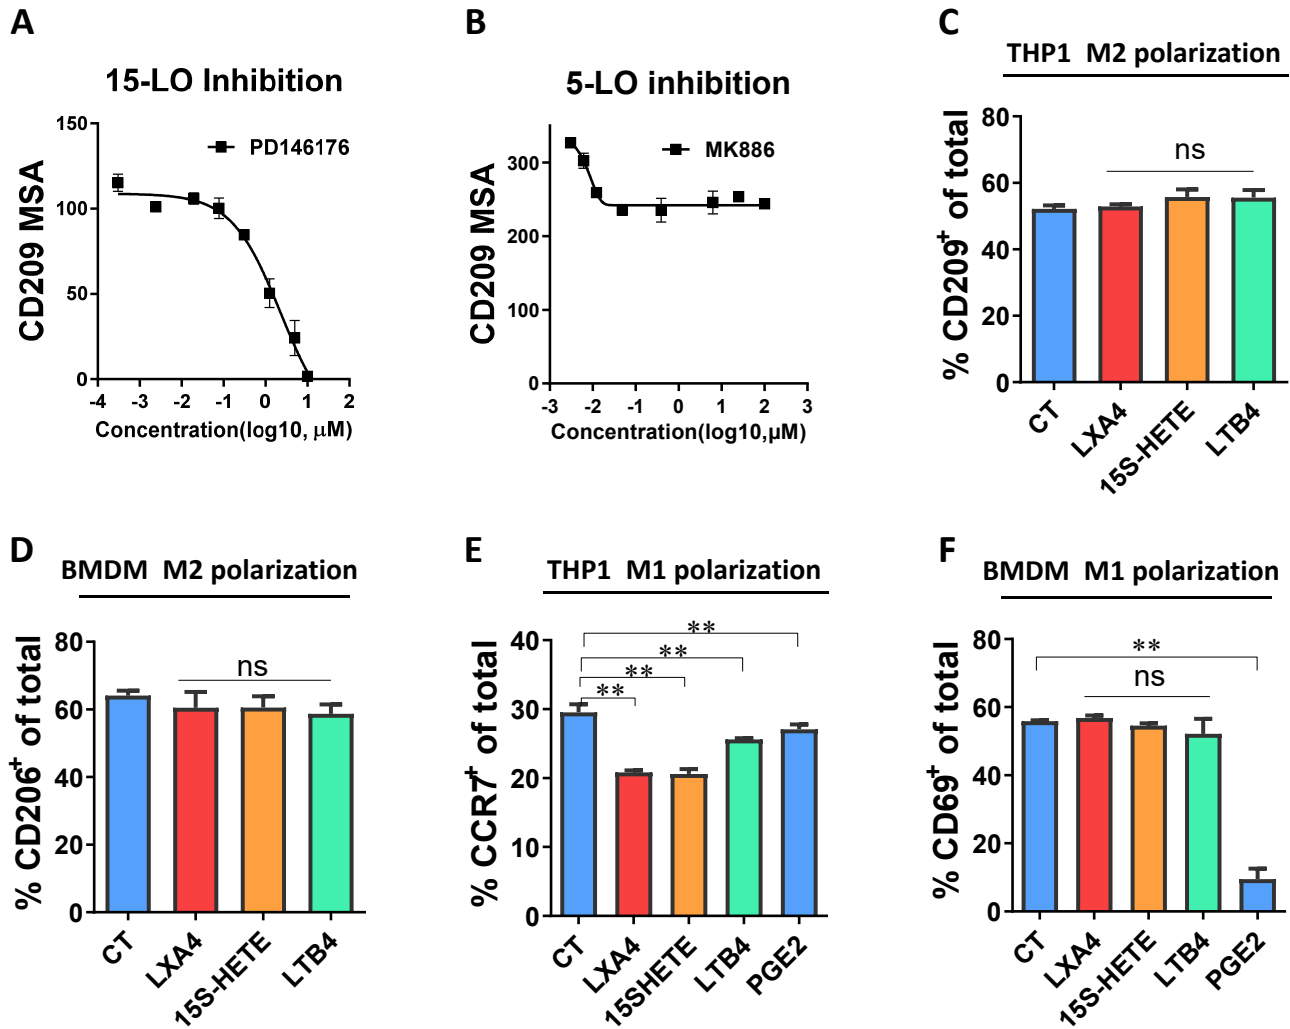 A
15-LO Inhibition
CD209 MSA
150
100
50
0
PD146176
-4 -3 -2 -1 0 1 2
Concentration(log10, μM)
B
5-LO inhibition
CD209 MSA
300
200
100
0
MK886
-3 -2 -1 0 1 2 3
Concentration(log10,µM)
C
THP1 M2 polarization
% CD209+ of total
80
60
40
20
0
ns
CT LXA4 15S-HETE LTB4
D
BMDM M2 polarization
% CD206+ of total
80
60
40
20
0
ns
CT LXA4 15S-HETE LTB4
E
THP1 M1 polarization
% CCR7+ of total
40
30
20
10
0
**
**
**
**
CT LXA4 15SHETE LTB4 PGE2
F
BMDM M1 polarization
% CD69+ of total
80
60
40
20
0
**
ns
CT LXA4 15S-HETE LTB4 PGE2